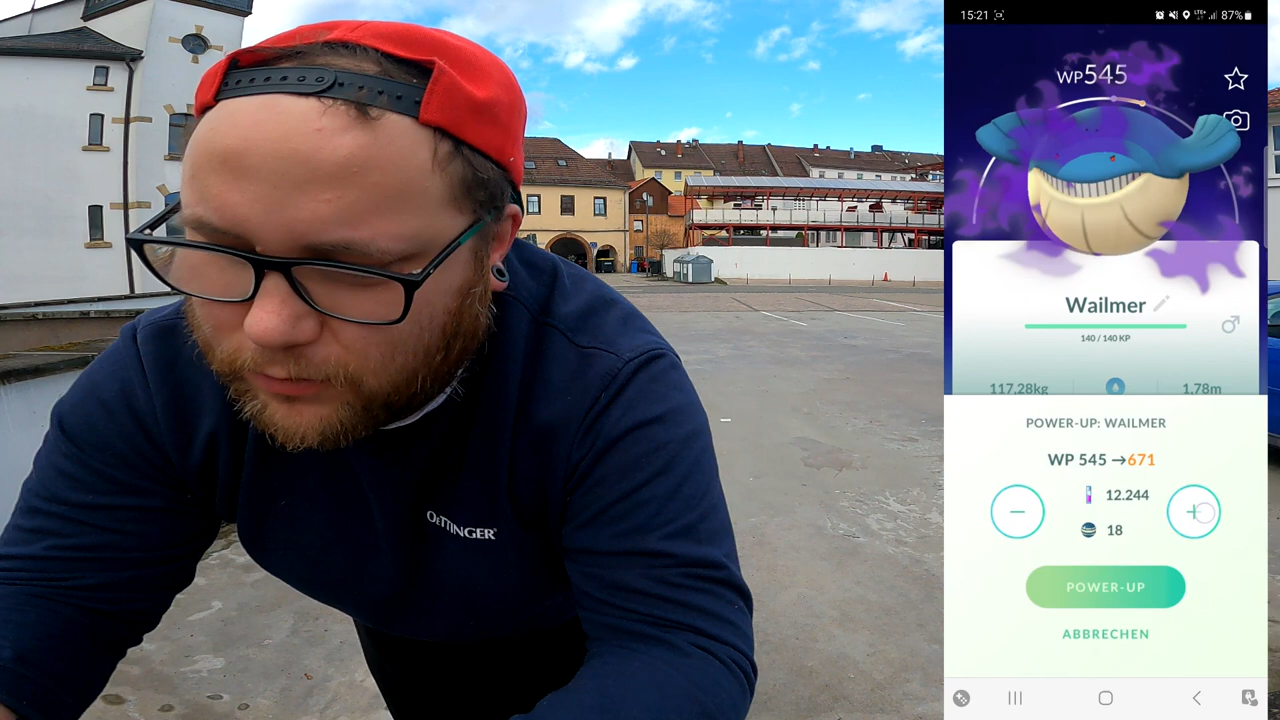 OeTTINGER®
15:21 LTE+ 87%
WP545
Wailmer
140 / 140 KP
117,28kg 1,78m
POWER-UP: WAILMER
WP 545 →671
12.244
18
POWER-UP
ABBRECHEN